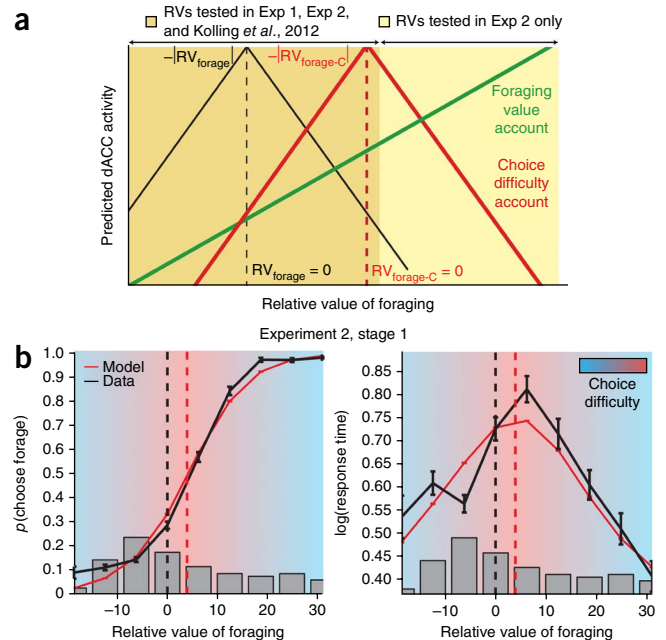 a
RVs tested in Exp 1, Exp 2,
and Kolling et al., 2012
RVs tested in Exp 2 only
–|RVforage|
–|RVforage-C|
Foraging
value
account
Choice
difficulty
account
Predicted dACC activity
RVforage = 0
RVforage-C = 0
Relative value of foraging
b
Experiment 2, stage 1
p(choose forage)
1.0
0.9
0.8
0.7
0.6
0.5
0.4
0.3
0.2
0.1
0
Model
Data
–10
0
10
20
30
Relative value of foraging
log(response time)
0.85
0.80
0.75
0.70
0.65
0.60
0.55
0.50
0.45
0.40
Choice
difficulty
–10
0
10
20
30
Relative value of foraging